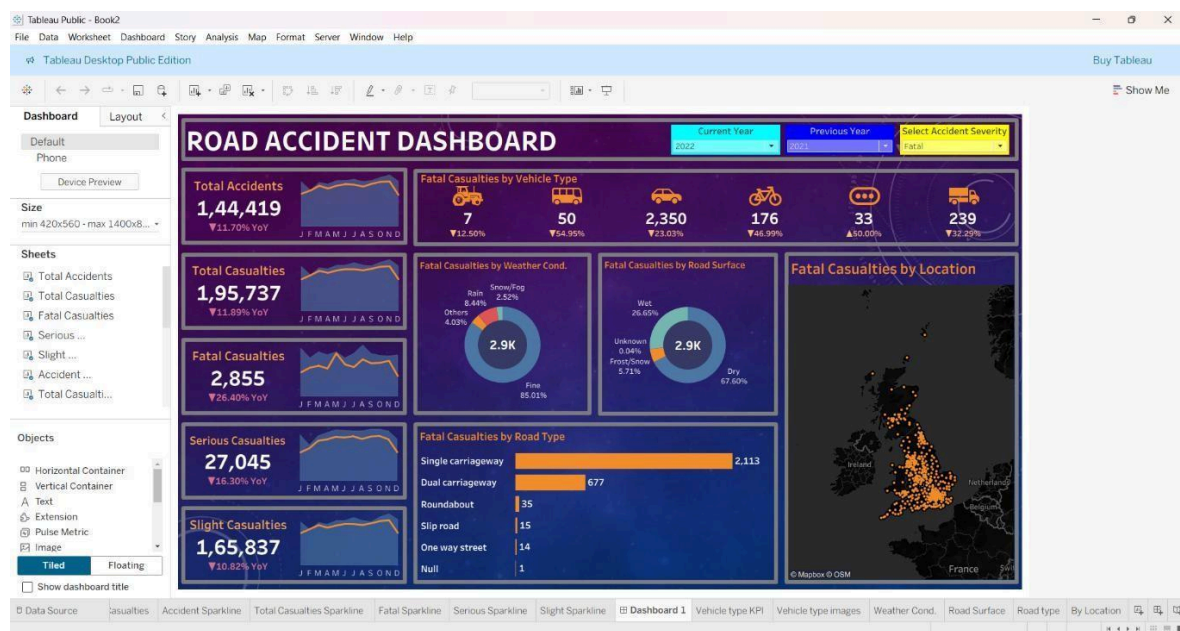 Tableau Public - Book2
File Data Worksheet Dashboard Story Analysis Map Format Server Window Help
Tableau Desktop Public Edition
Buy Tableau
Show Me
Dashboard Layout
Default
Phone
Device Preview
Size
min 420x560 - max 1400x8...
Sheets
Total Accidents
Total Casualties
Fatal Casualties
Serious ...
Slight ...
Accident ...
Total Casualti...
Objects
Horizontal Container
Vertical Container
Text
Extension
Pulse Metric
Image
Tiled Floating
Show dashboard title
ROAD ACCIDENT DASHBOARD
Current Year
2022
Previous Year
2021
Select Accident Severity
Fatal
Total Accidents
1,44,419
▼11.70% YoY
J F M A M J J A S O N D
Total Casualties
1,95,737
▼11.89% YoY
J F M A M J J A S O N D
Fatal Casualties
2,855
▼26.40% YoY
J F M A M J J A S O N D
Serious Casualties
27,045
▼16.30% YoY
J F M A M J J A S O N D
Slight Casualties
1,65,837
▼10.82% YoY
J F M A M J J A S O N D
Fatal Casualties by Vehicle Type
7 50 2,350 176 33 239
▼12.50% ▼54.95% ▼23.03% ▼46.99% ▲50.00% ▼32.29%
Fatal Casualties by Weather Cond.
Snow/Fog
2.52%
Rain
8.44%
Others
4.03%
2.9K
Fine
85.01%
Fatal Casualties by Road Surface
Wet
26.65%
Unknown
0.04%
Frost/Snow
5.71%
2.9K
Dry
67.60%
Fatal Casualties by Road Type
Single carriageway 2,113
Dual carriageway 677
Roundabout 35
Slip road 15
One way street 14
Null 1
Fatal Casualties by Location
Ireland
Netherlands
Belgium
France
© Mapbox © OSM
Data Source asualties Accident Sparkline Total Casualties Sparkline Fatal Sparkline Serious Sparkline Slight Sparkline Dashboard 1 Vehicle type KPI Vehicle type images Weather Cond. Road Surface Road type By Location